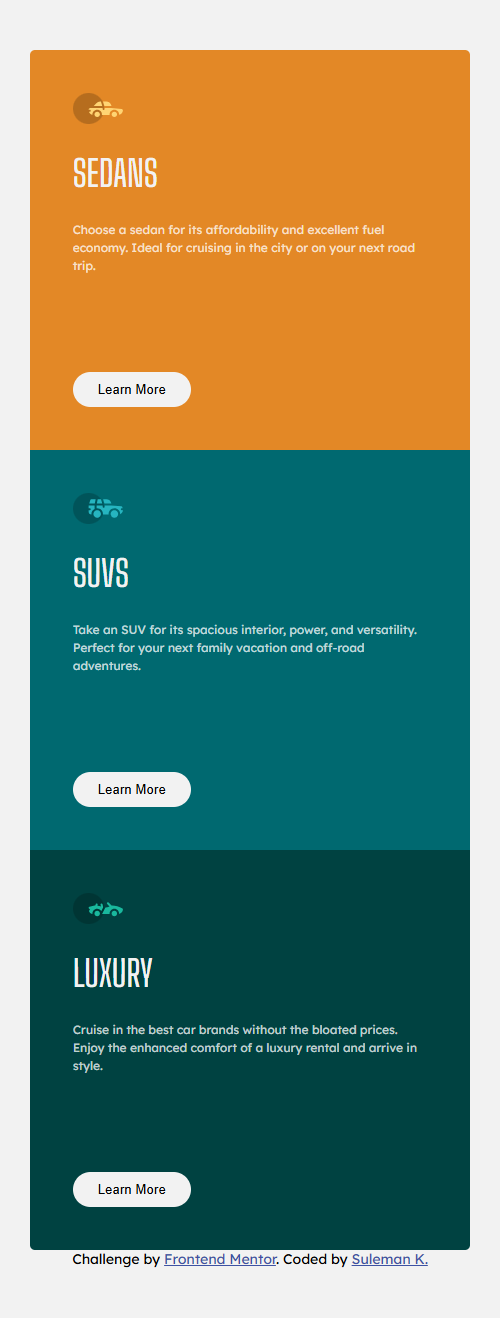 SEDANS
Choose a sedan for its affordability and excellent fuel
economy. Ideal for cruising in the city or on your next road
trip.
Learn More
SUVS
Take an SUV for its spacious interior, power, and versatility.
Perfect for your next family vacation and off-road
adventures.
Learn More
LUXURY
Cruise in the best car brands without the bloated prices.
Enjoy the enhanced comfort of a luxury rental and arrive in
style.
Learn More
Challenge by Frontend Mentor. Coded by Suleman K.